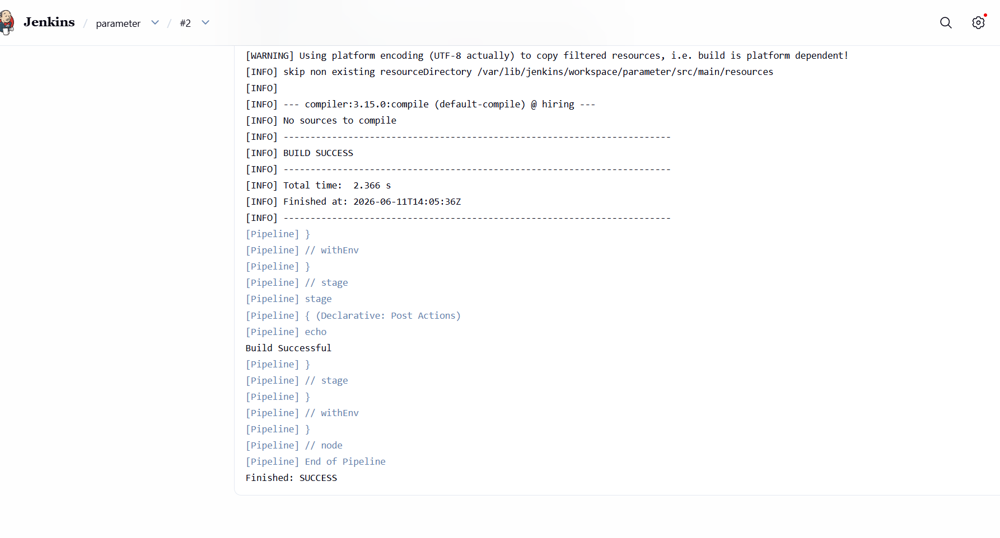 Jenkins / parameter / #2
[WARNING] Using platform encoding (UTF-8 actually) to copy filtered resources, i.e. build is platform dependent!
[INFO] skip non existing resourceDirectory /var/lib/jenkins/workspace/parameter/src/main/resources
[INFO]
[INFO] --- compiler:3.15.0:compile (default-compile) @ hiring ---
[INFO] No sources to compile
[INFO] ------------------------------------------------------------------------
[INFO] BUILD SUCCESS
[INFO] ------------------------------------------------------------------------
[INFO] Total time:  2.366 s
[INFO] Finished at: 2026-06-11T14:05:36Z
[INFO] ------------------------------------------------------------------------
[Pipeline] }
[Pipeline] // withEnv
[Pipeline] }
[Pipeline] // stage
[Pipeline] stage
[Pipeline] { (Declarative: Post Actions)
[Pipeline] echo
Build Successful
[Pipeline] }
[Pipeline] // stage
[Pipeline] }
[Pipeline] // withEnv
[Pipeline] }
[Pipeline] // node
[Pipeline] End of Pipeline
Finished: SUCCESS